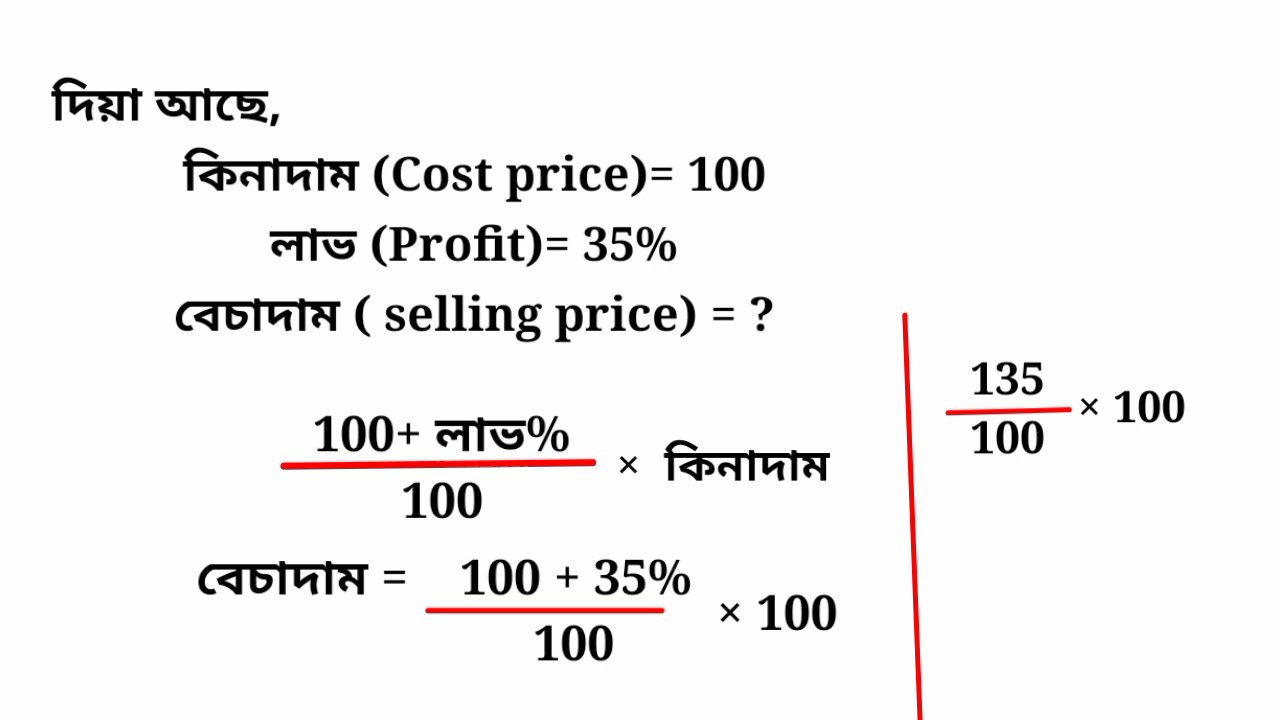 দিয়া আছে,
কিনাদাম (Cost price)= 100
লাভ (Profit)= 35%
বেচাদাম ( selling price) = ?
100+ লাভ%
× কিনাদাম
100
বেচাদাম = 100 + 35%
× 100
100
135
× 100
100